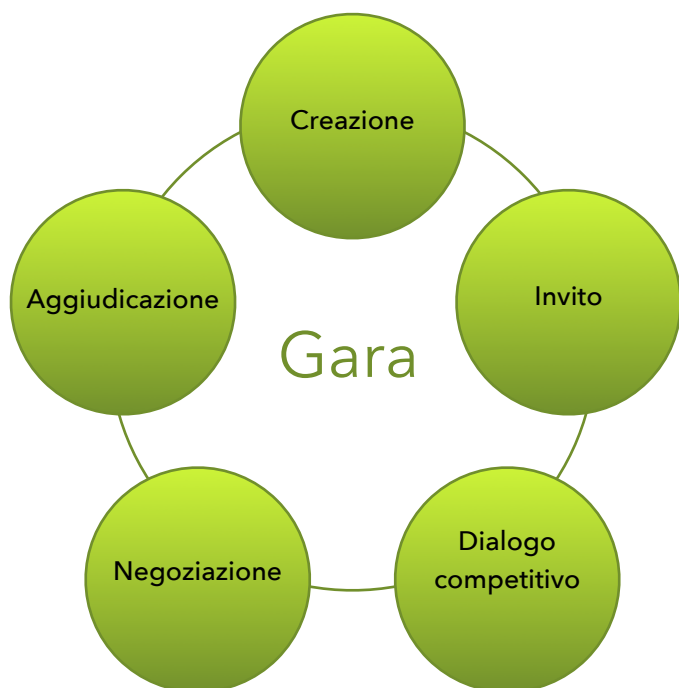 Creazione
Invito
Dialogo
competitivo
Negoziazione
Aggiudicazione
Gara